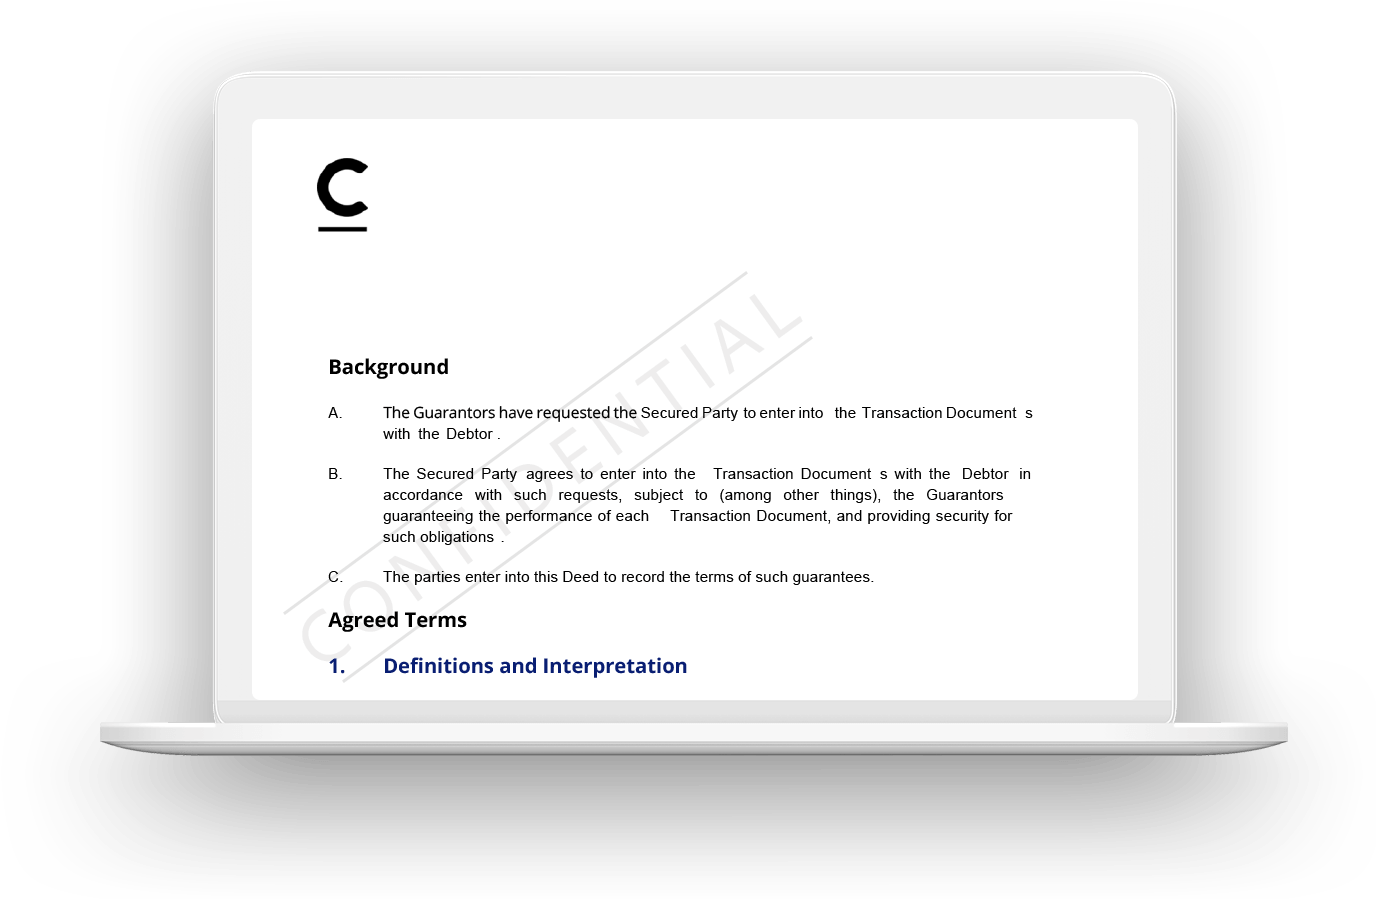 C
Background
A. The Guarantors have requested the Secured Party to enter into the Transaction Document s
with the Debtor .
B. The Secured Party agrees to enter into the Transaction Document s with the Debtor in
accordance with such requests, subject to (among other things), the Guarantors
guaranteeing the performance of each Transaction Document, and providing security for
such obligations .
C. The parties enter into this Deed to record the terms of such guarantees.
Agreed Terms
1. Definitions and Interpretation
CONFIDENTIAL